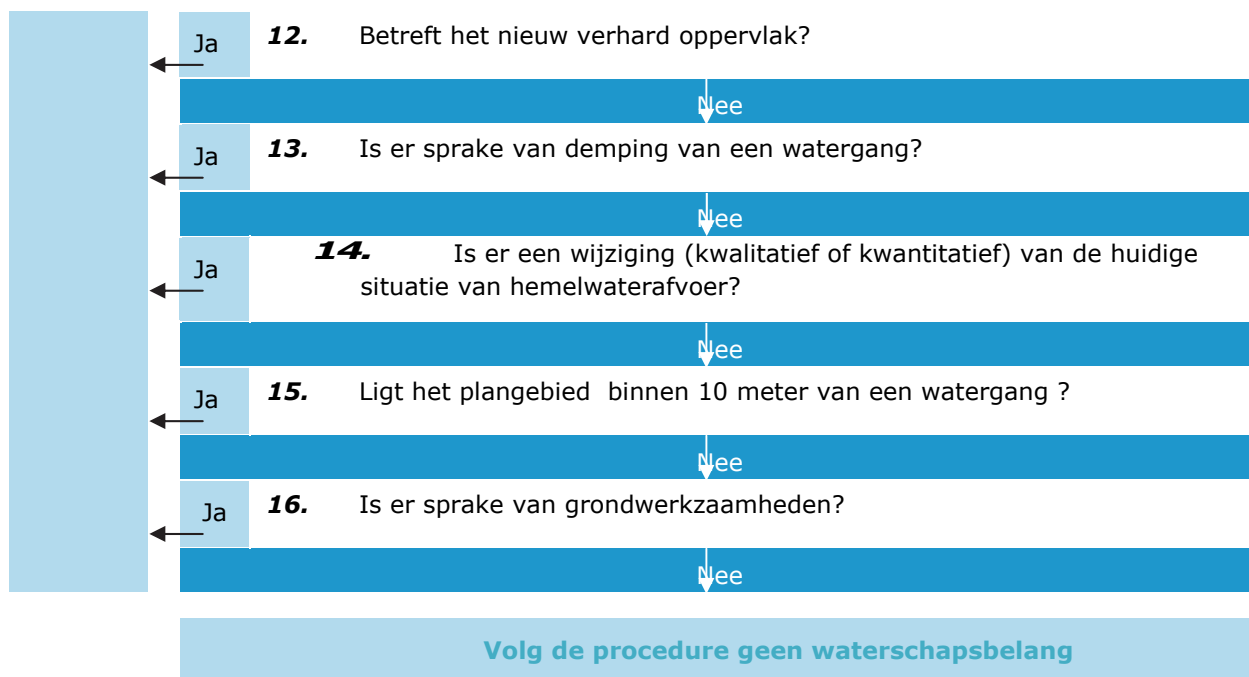 Ja 12. Betreft het nieuw verhard oppervlak?
Nee
Ja 13. Is er sprake van demping van een watergang?
Nee
Ja 14. Is er een wijziging (kwalitatief of kwantitatief) van de huidige
situatie van hemelwaterafvoer?
Nee
Ja 15. Ligt het plangebied binnen 10 meter van een watergang ?
Nee
Ja 16. Is er sprake van grondwerkzaamheden?
Nee
Volg de procedure geen waterschapsbelang